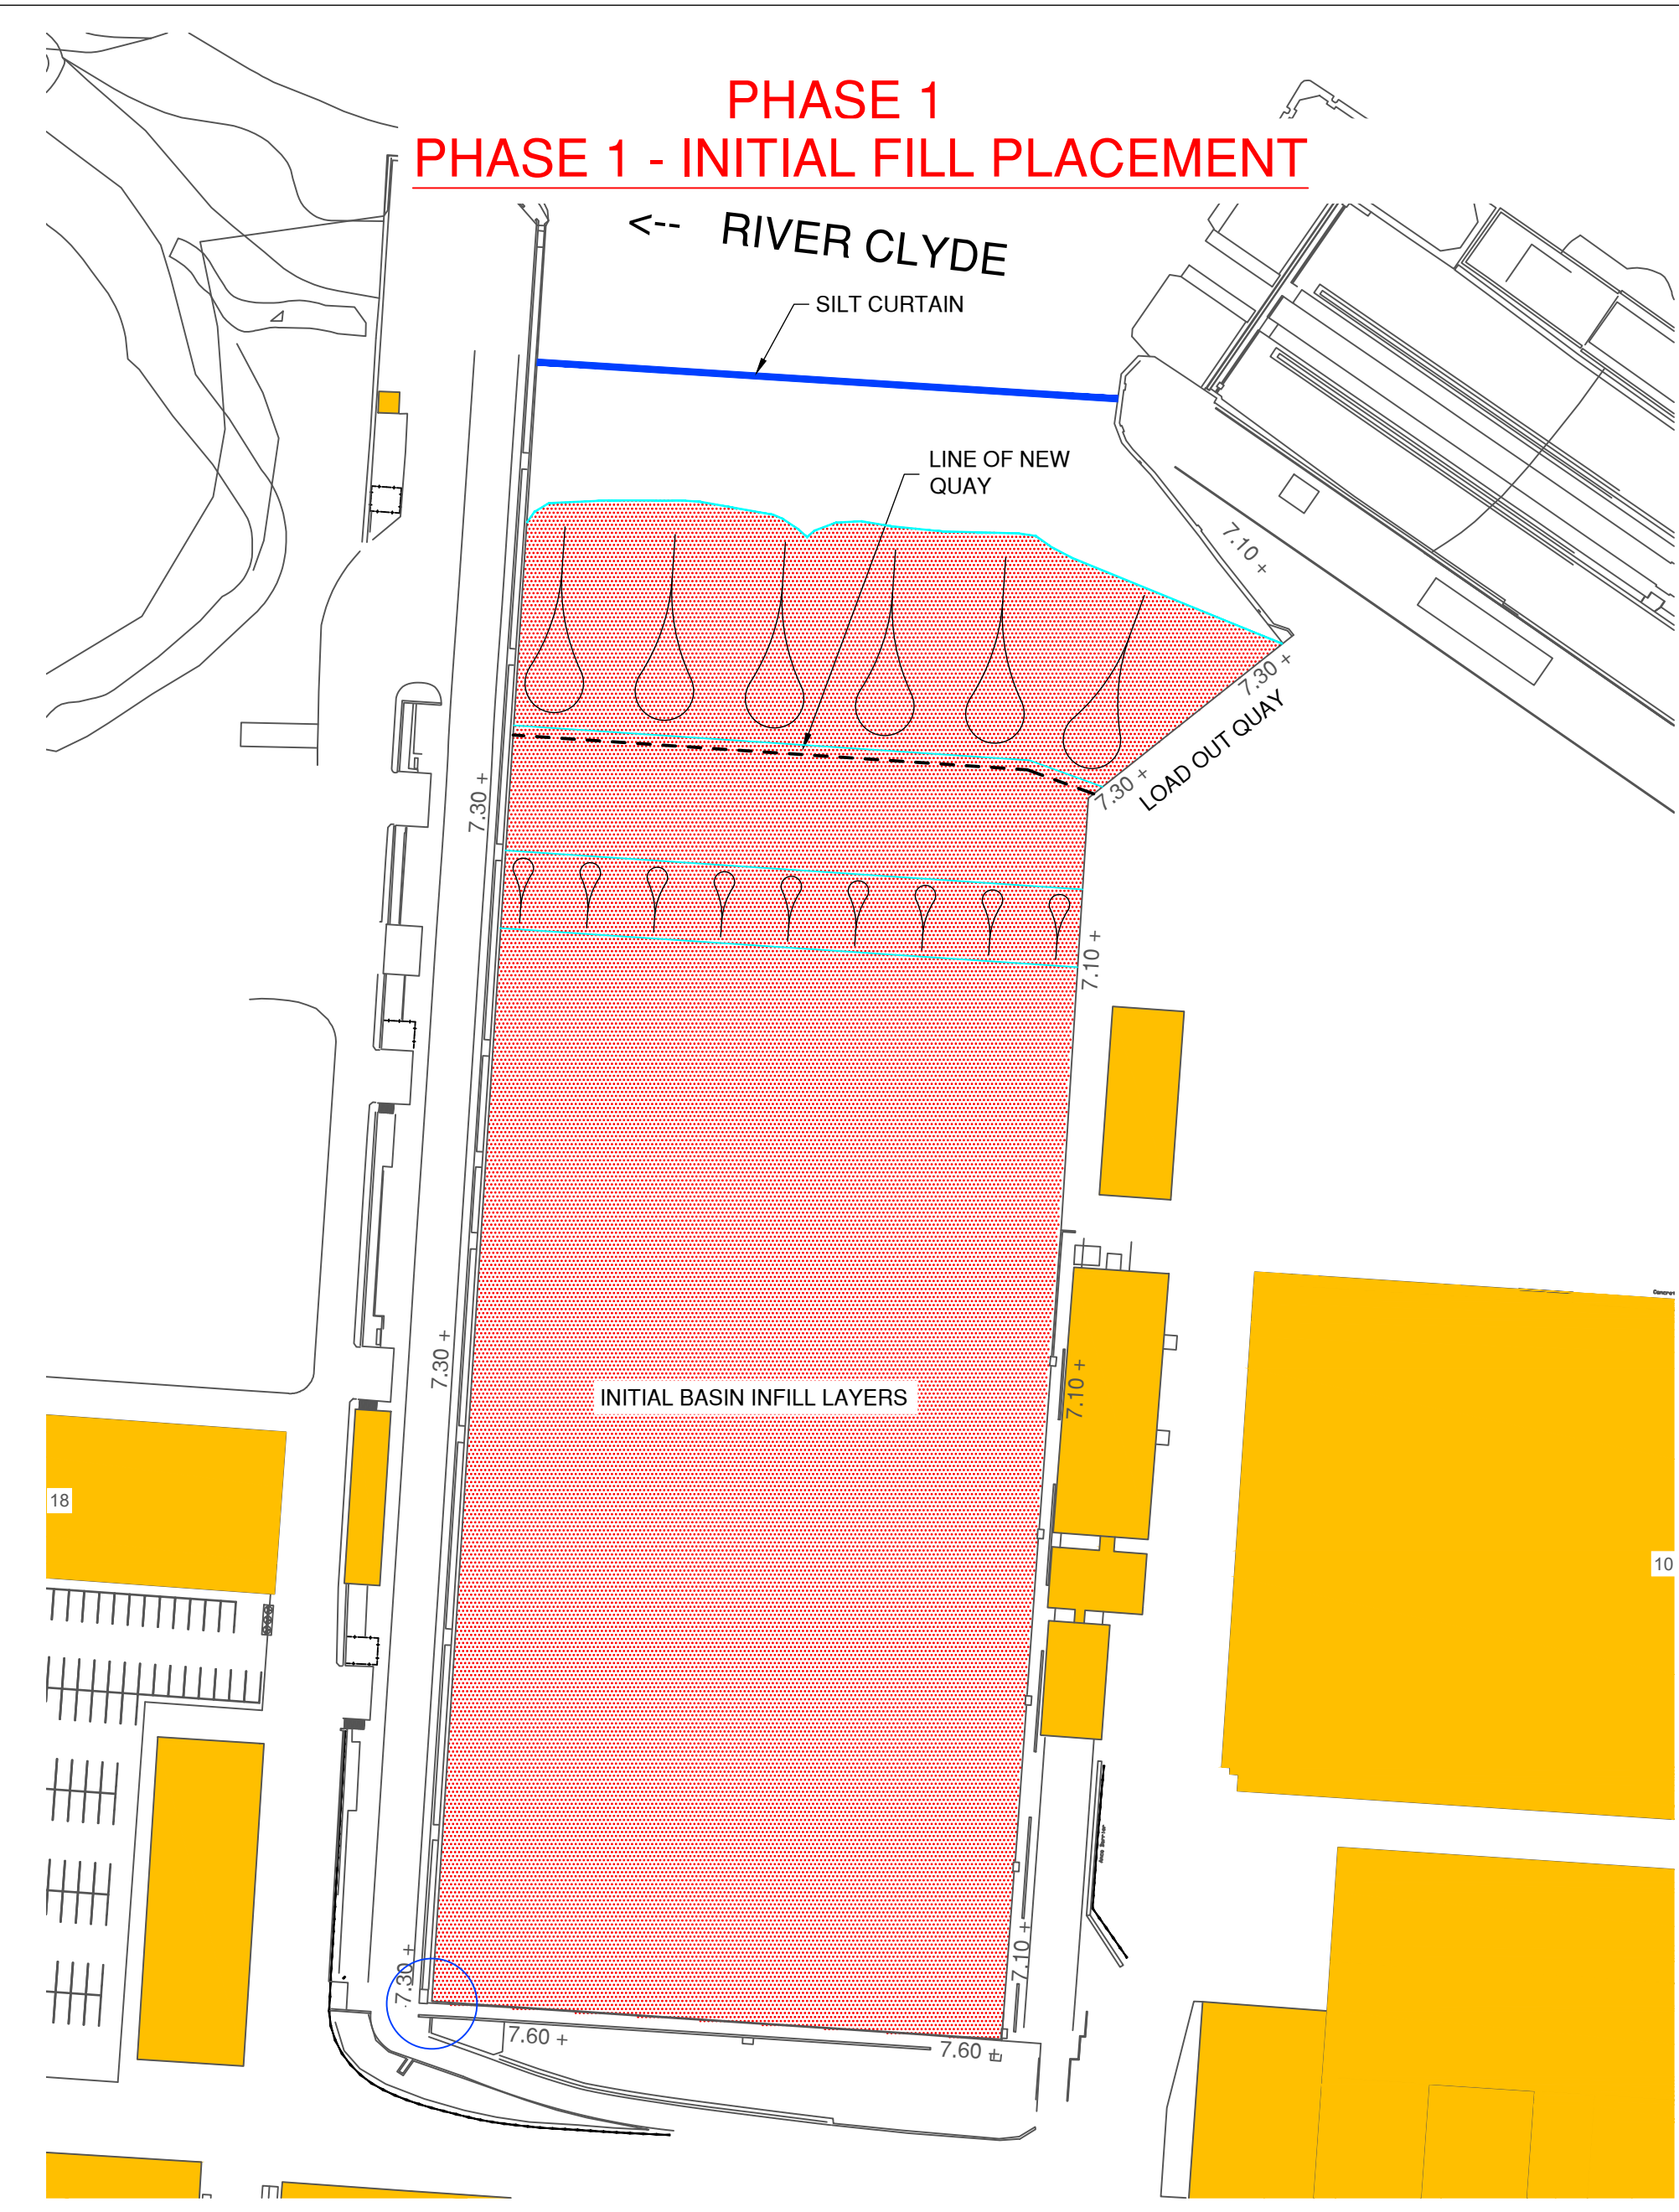 PHASE 1
PHASE 1 - INITIAL FILL PLACEMENT
<-- RIVER CLYDE
SILT CURTAIN
LINE OF NEW
QUAY
7.10 +
7.30 +
LOAD OUT QUAY
7.30 +
7.30 +
7.10 +
7.30 +
7.10 +
INITIAL BASIN INFILL LAYERS
18
10
7.10 +
7.30 +
7.60 +
7.60 +